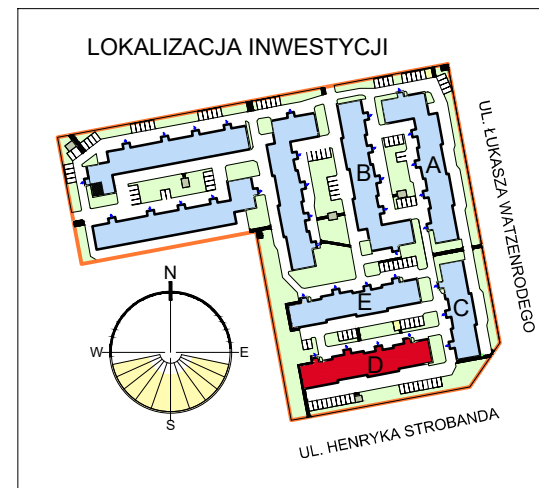 LOKALIZACJA INWESTYCJI
UL. ŁUKASZA WATZENRODEGO
A
B
N
E
C
W
E
D
S
UL. HENRYKA STROBANDA